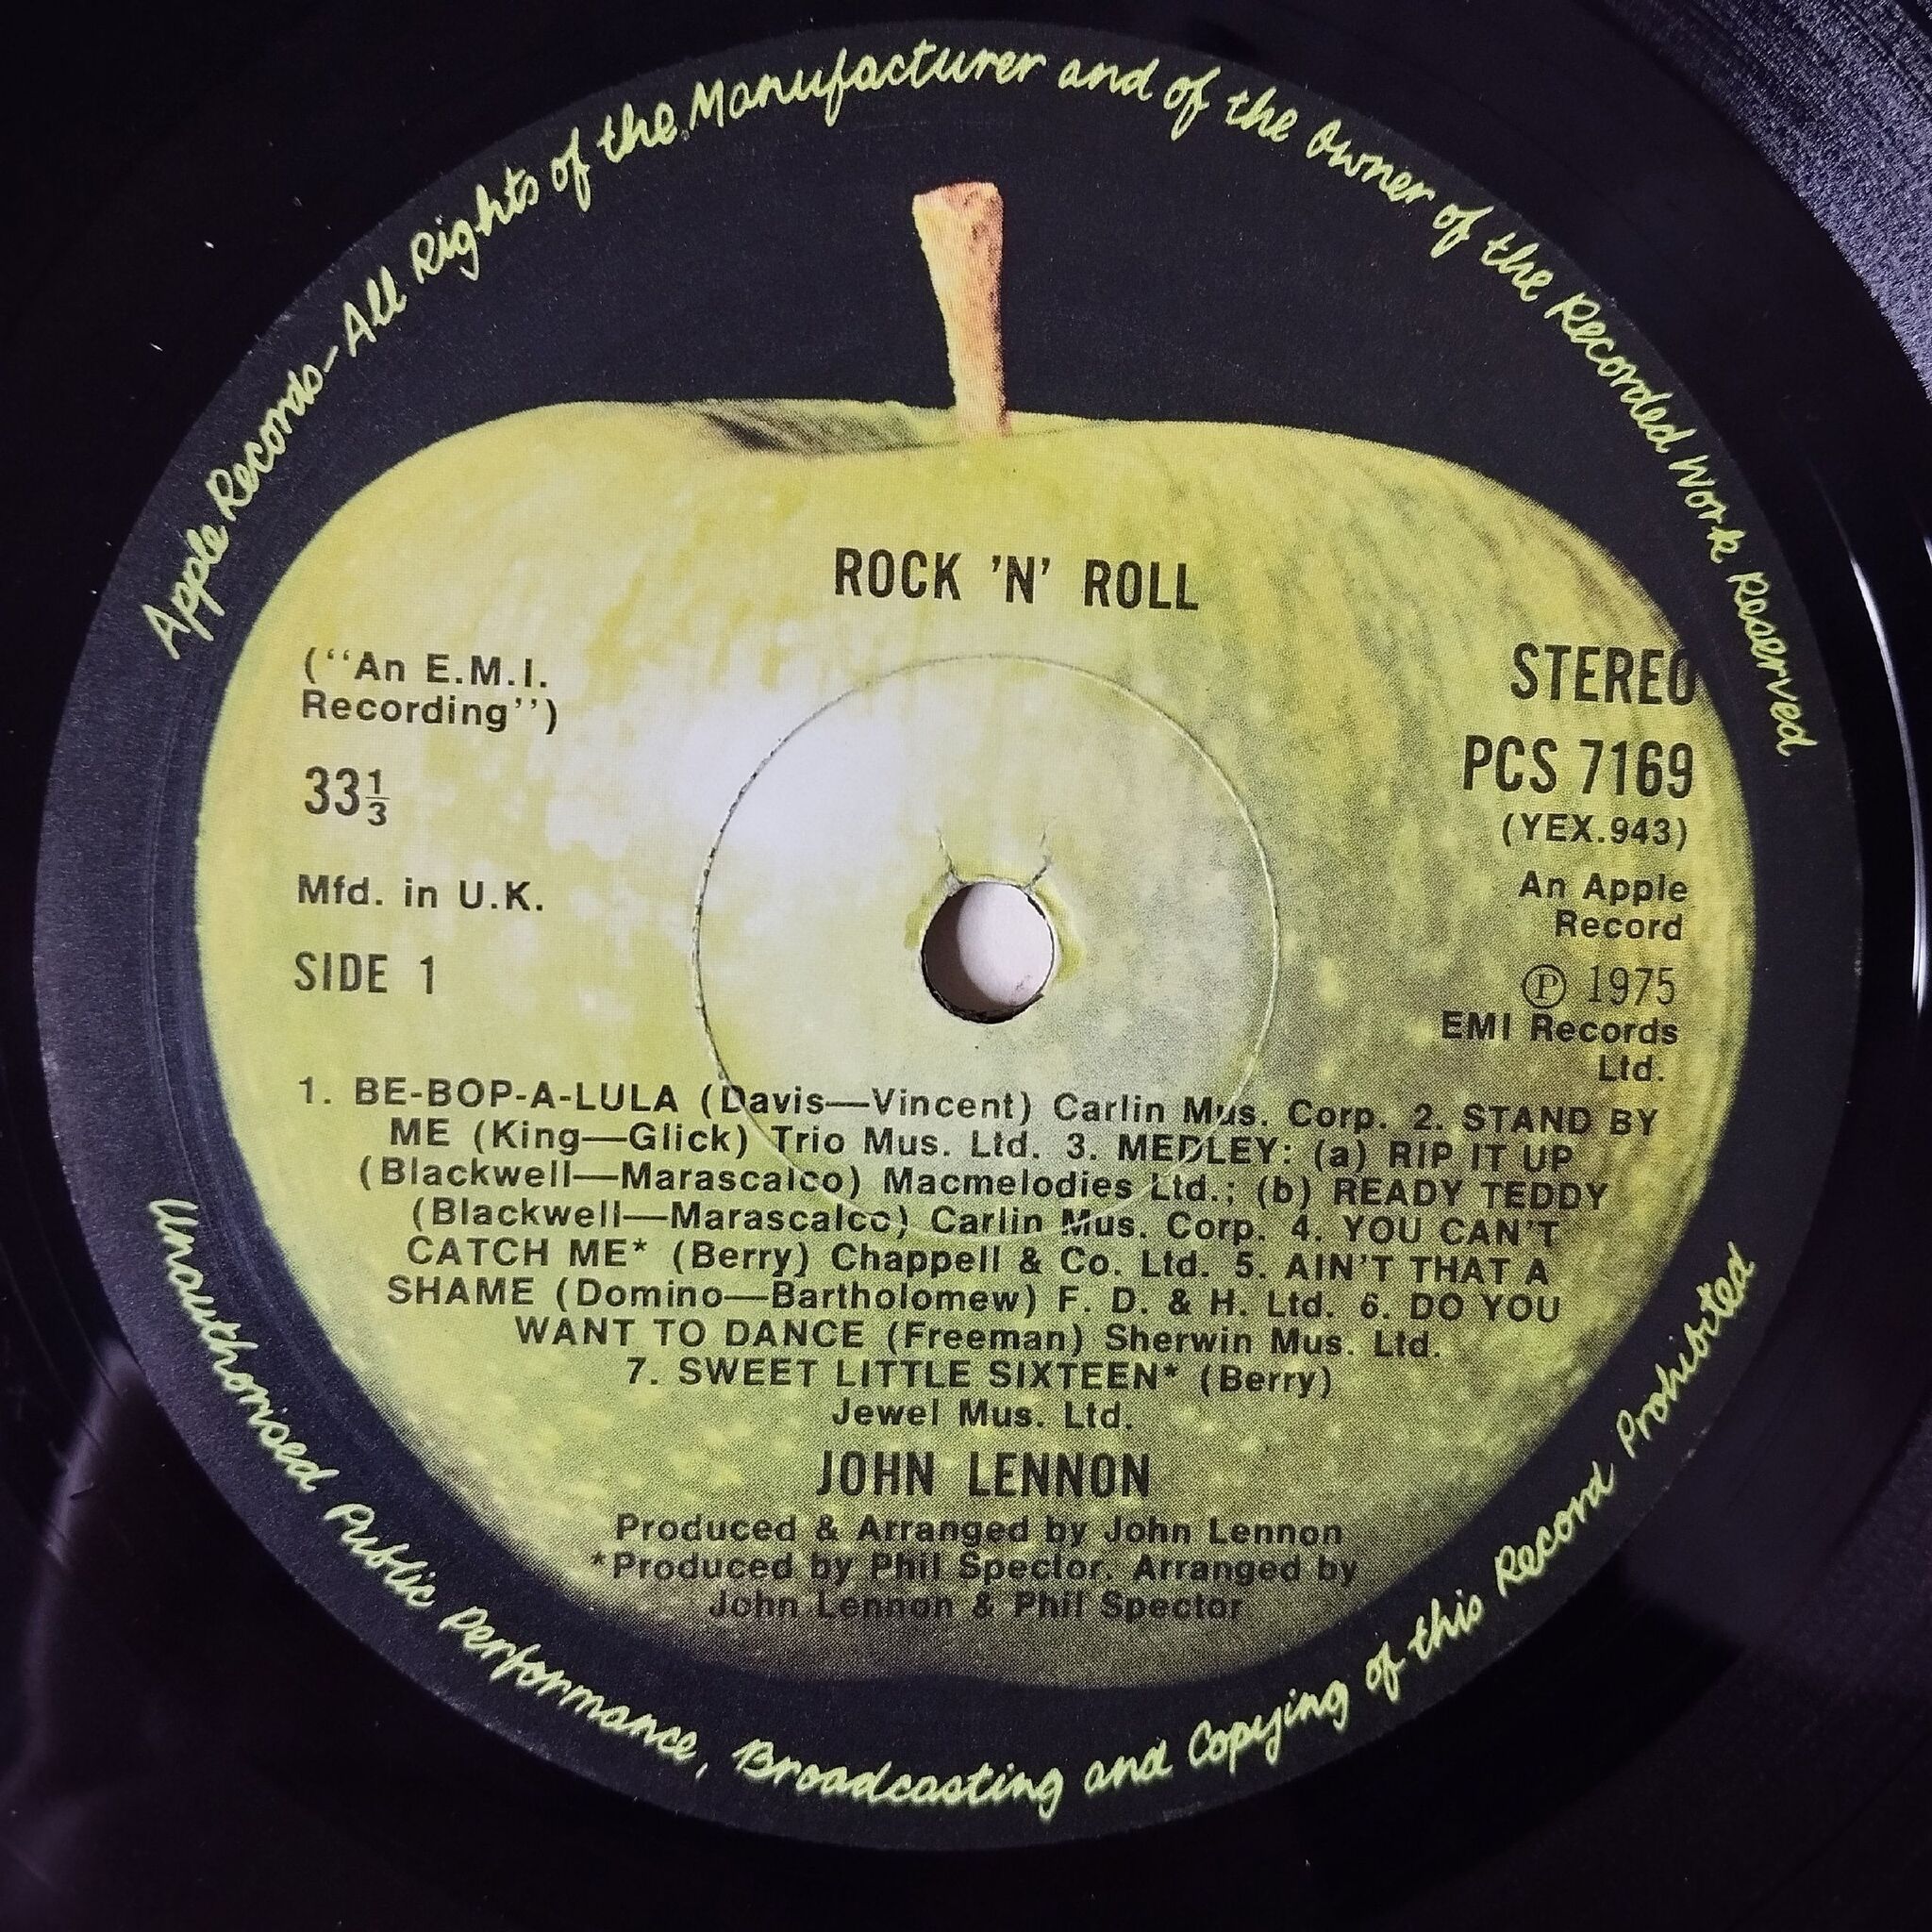 Apple Records-All Rights of the Manufacturer and of the Owner of the Recorded Work Reserved
ROCK 'N' ROLL
(“An E.M.I.
Recording”)
33⅓
Mfd. in U.K.
SIDE 1
STEREO
PCS 7169
(YEX.943)
An Apple
Record
℗ 1975
EMI Records
Ltd.
1. BE-BOP-A-LULA (Davis—Vincent) Carlin Mus. Corp. 2. STAND BY
ME (King—Glick) Trio Mus. Ltd. 3. MEDLEY: (a) RIP IT UP
(Blackwell—Marascalco) Macmelodies Ltd.; (b) READY TEDDY
(Blackwell—Marascalco) Carlin Mus. Corp. 4. YOU CAN'T
CATCH ME* (Berry) Chappell & Co. Ltd. 5. AIN'T THAT A
SHAME (Domino—Bartholomew) F. D. & H. Ltd. 6. DO YOU
WANT TO DANCE (Freeman) Sherwin Mus. Ltd.
7. SWEET LITTLE SIXTEEN* (Berry)
Jewel Mus. Ltd.
JOHN LENNON
Produced & Arranged by John Lennon
*Produced by Phil Spector. Arranged by
John Lennon & Phil Spector
Unauthorised Public Performance, Broadcasting and Copying of this Record Prohibited